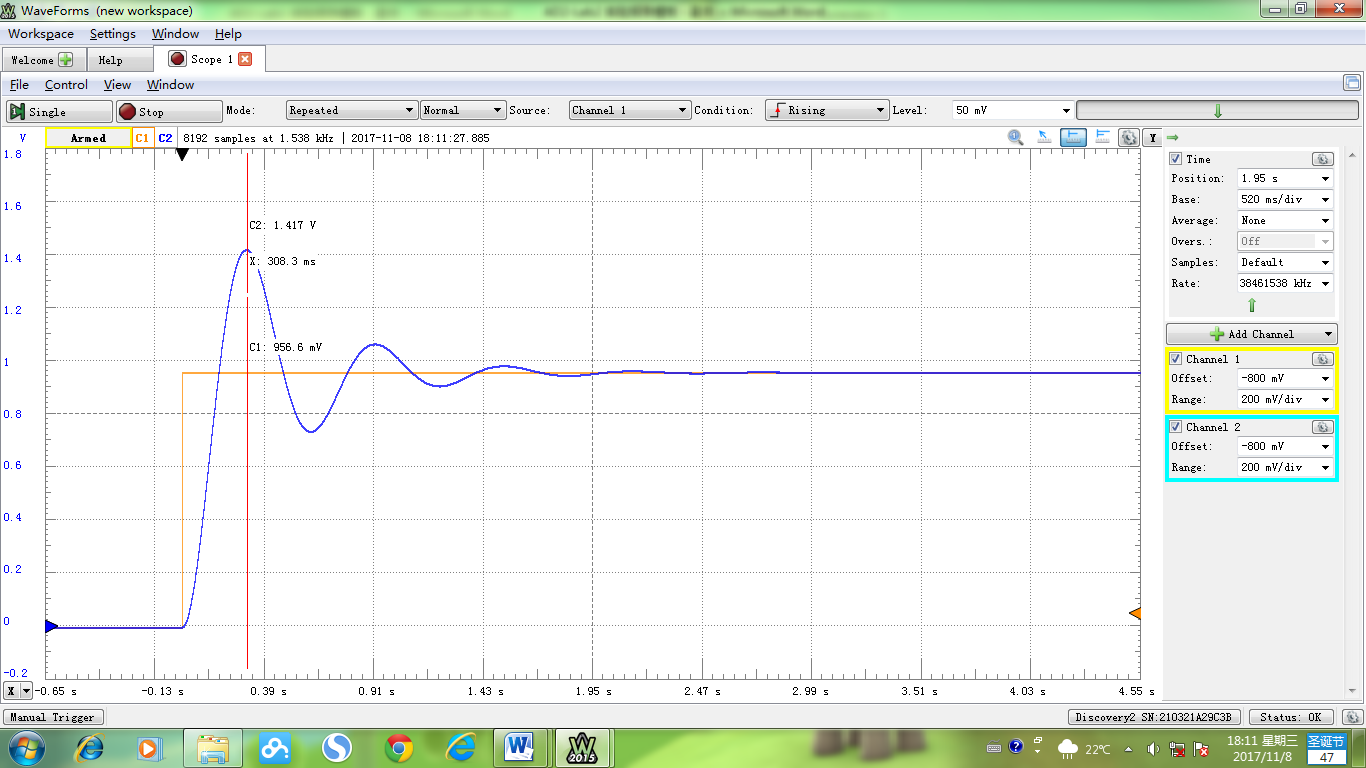 WaveForms (new workspace)
Workspace Settings Window Help
Welcome Help Scope 1
File Control View Window
Single Stop Mode: Repeated Normal Source: Channel 1 Condition: Rising Level: 50 mV
V Armed C1 C2 8192 samples at 1.538 kHz | 2017-11-08 18:11:27.885 Y
1.8
1.6
1.4
1.2
1
0.8
0.6
0.4
0.2
0
-0.2
C2: 1.417 V
X: 308.3 ms
C1: 956.6 mV
X -0.65 s -0.13 s 0.39 s 0.91 s 1.43 s 1.95 s 2.47 s 2.99 s 3.51 s 4.03 s 4.55 s
Time
Position: 1.95 s
Base: 520 ms/div
Average: None
Overs.: Off
Samples: Default
Rate: 38461538 kHz
Add Channel
Channel 1
Offset: -800 mV
Range: 200 mV/div
Channel 2
Offset: -800 mV
Range: 200 mV/div
Manual Trigger Discovery2 SN:210321A29C3B Status: OK
2015
22℃
18:11 星期三
2017/11/8
圣诞节
47